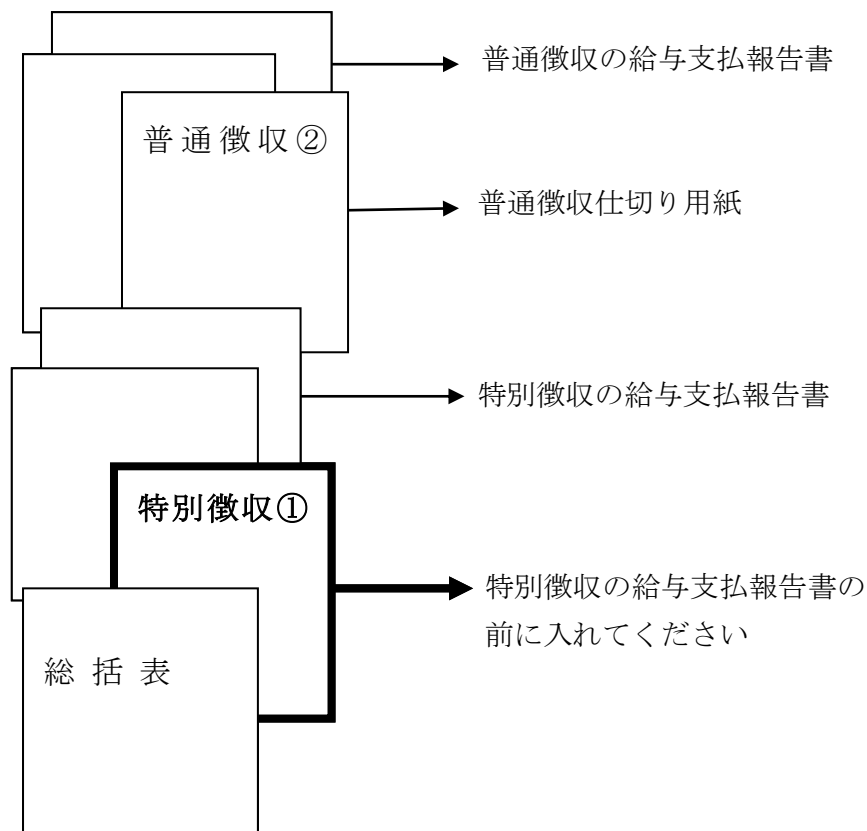 普通徴収の給与支払報告書
普通徴収②
普通徴収仕切り用紙
特別徴収の給与支払報告書
特別徴収①
特別徴収の給与支払報告書の
前に入れてください
総括表